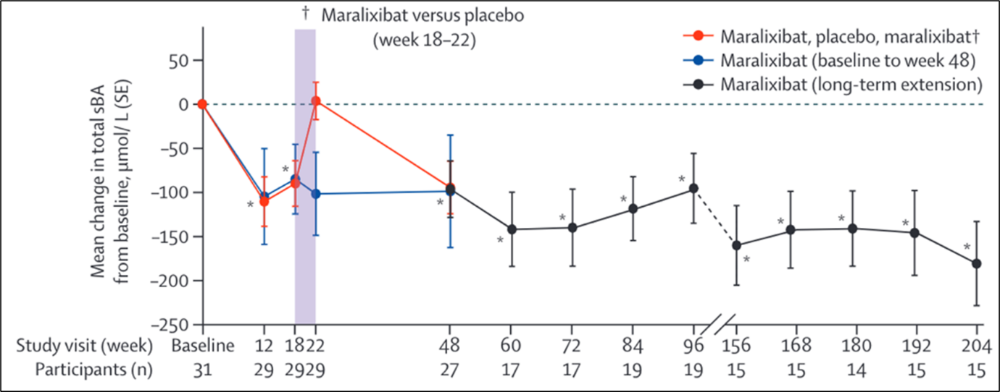 † Maralixibat versus placebo
(week 18–22)
Maralixibat, placebo, maralixibat†
Maralixibat (baseline to week 48)
Maralixibat (long-term extension)
Mean change in total sBA
from baseline, μmol/ L (SE)
50
0
–50
–100
–150
–200
–250
*
*
*
*
*
*
*
*
*
*
*
*
Study visit (week) Baseline 12 18 22 48 60 72 84 96 156 168 180 192 204
Participants (n) 31 29 29 29 27 17 17 19 19 15 15 14 15 15